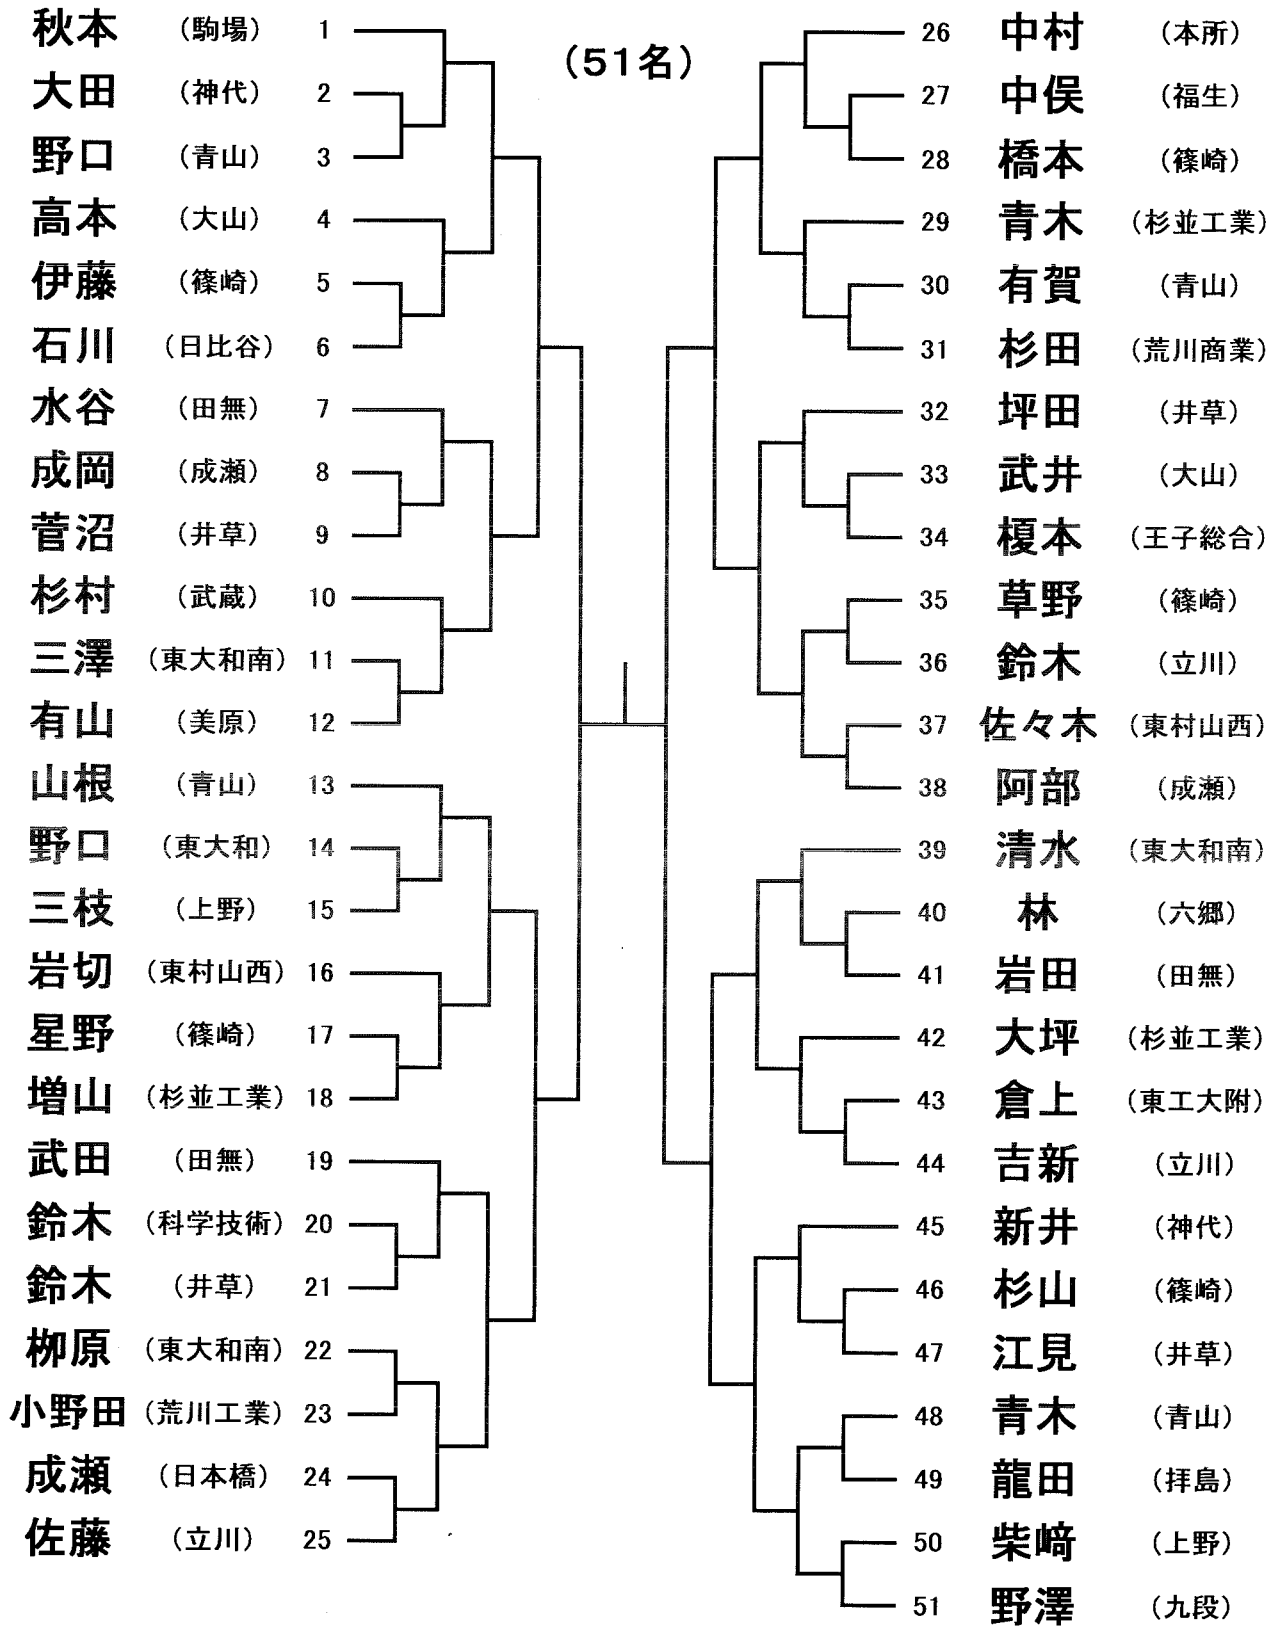 (51名)
秋本 (駒場) 1
大田 (神代) 2
野口 (青山) 3
高本 (大山) 4
伊藤 (篠崎) 5
石川 (日比谷) 6
水谷 (田無) 7
成岡 (成瀬) 8
菅沼 (井草) 9
杉村 (武蔵) 10
三澤 (東大和南) 11
有山 (美原) 12
山根 (青山) 13
野口 (東大和) 14
三枝 (上野) 15
岩切 (東村山西) 16
星野 (篠崎) 17
増山 (杉並工業) 18
武田 (田無) 19
鈴木 (科学技術) 20
鈴木 (井草) 21
栁原 (東大和南) 22
小野田 (荒川工業) 23
成瀬 (日本橋) 24
佐藤 (立川) 25
26 中村 (本所)
27 中俣 (福生)
28 橋本 (篠崎)
29 青木 (杉並工業)
30 有賀 (青山)
31 杉田 (荒川商業)
32 坪田 (井草)
33 武井 (大山)
34 榎本 (王子総合)
35 草野 (篠崎)
36 鈴木 (立川)
37 佐々木 (東村山西)
38 阿部 (成瀬)
39 清水 (東大和南)
40 林 (六郷)
41 岩田 (田無)
42 大坪 (杉並工業)
43 倉上 (東工大附)
44 吉新 (立川)
45 新井 (神代)
46 杉山 (篠崎)
47 江見 (井草)
48 青木 (青山)
49 龍田 (拝島)
50 柴﨑 (上野)
51 野澤 (九段)